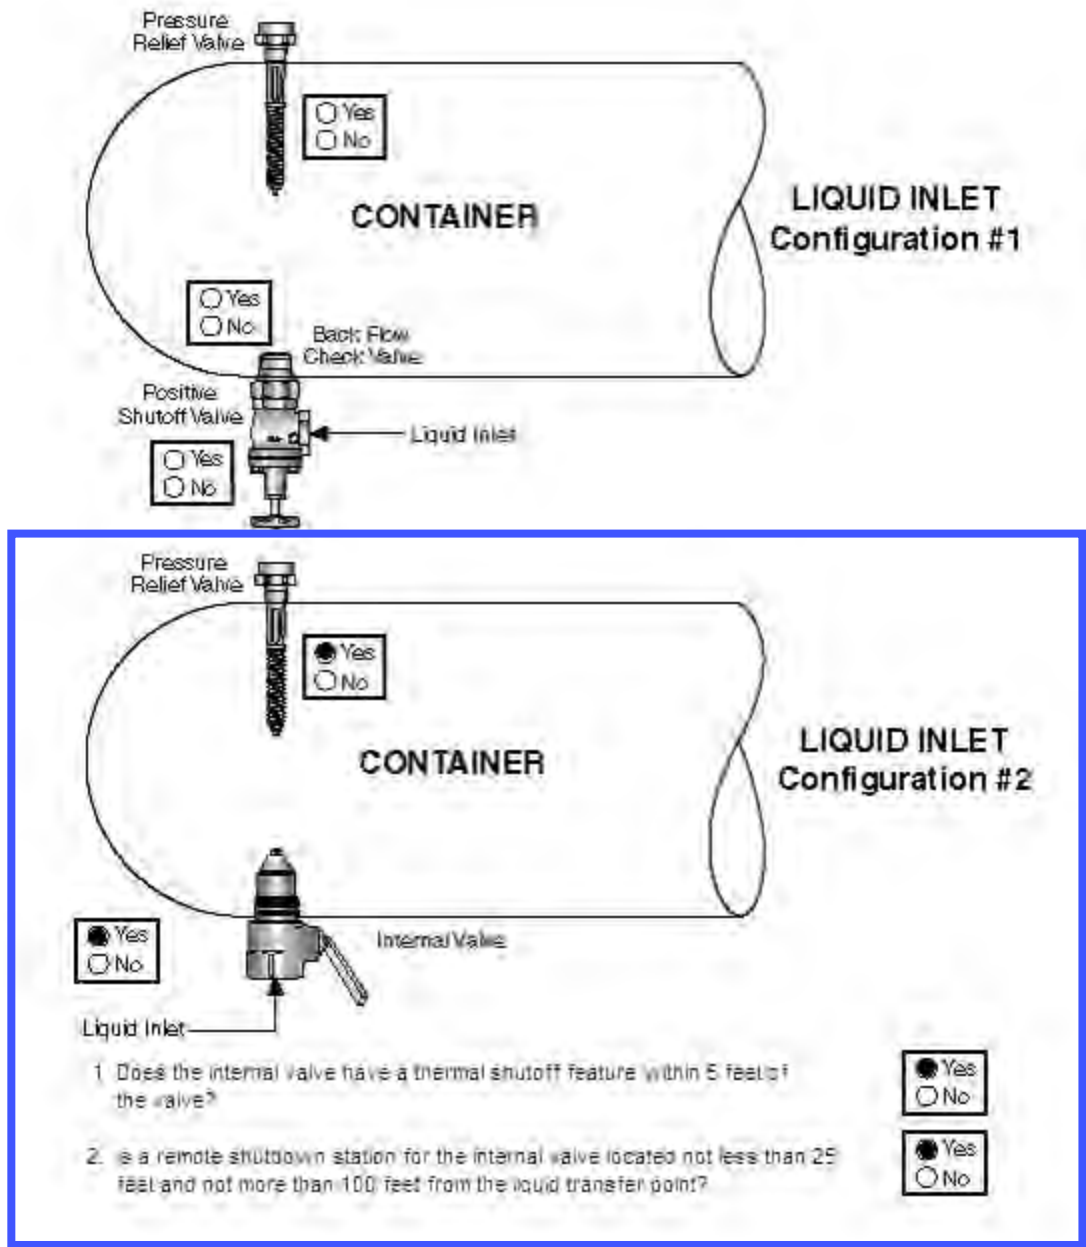 Pressure
Relief Valve
Yes
No
CONTAINER
LIQUID INLET
Configuration #1
Yes
No
Back Flow
Check Valve
Positive
Shutoff Valve
Liquid Inlet
Yes
No
Pressure
Relief Valve
Yes
No
CONTAINER
LIQUID INLET
Configuration #2
Yes
No
Internal Valve
Liquid Inlet
1 Does the internal valve have a thermal shutoff feature within 5 feet of
the valve?
Yes
No
2. Is a remote shutdown station for the internal valve located not less than 25
feet and not more than 100 feet from the liquid transfer point?
Yes
No